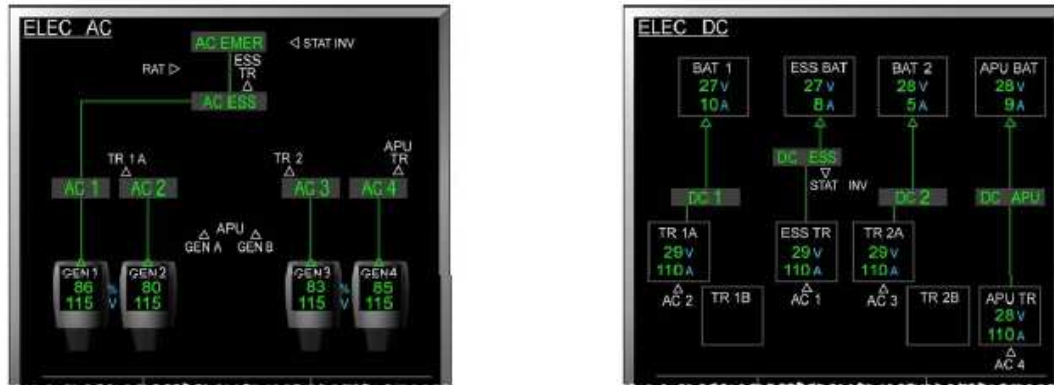 ELEC AC
AC EMER
STAT INV
RAT
ESS
TR
AC ESS
TR 1A
TR 2
APU
TR
AC 1
AC 2
AC 3
AC 4
APU
GEN A
GEN B
GEN1
GEN2
GEN3
GEN4
86
80
%
83
%
85
115
V
115
115
V
115
ELEC DC
BAT 1
ESS BAT
BAT 2
APU BAT
27 V
27 V
28 V
28 V
10 A
8 A
5 A
9 A
DC ESS
STAT INV
DC 1
DC 2
DC APU
TR 1A
ESS TR
TR 2A
29 V
29 V
29 V
110 A
110 A
110 A
AC 2
TR 1B
AC 1
AC 3
TR 2B
APU TR
28 V
110 A
AC 4